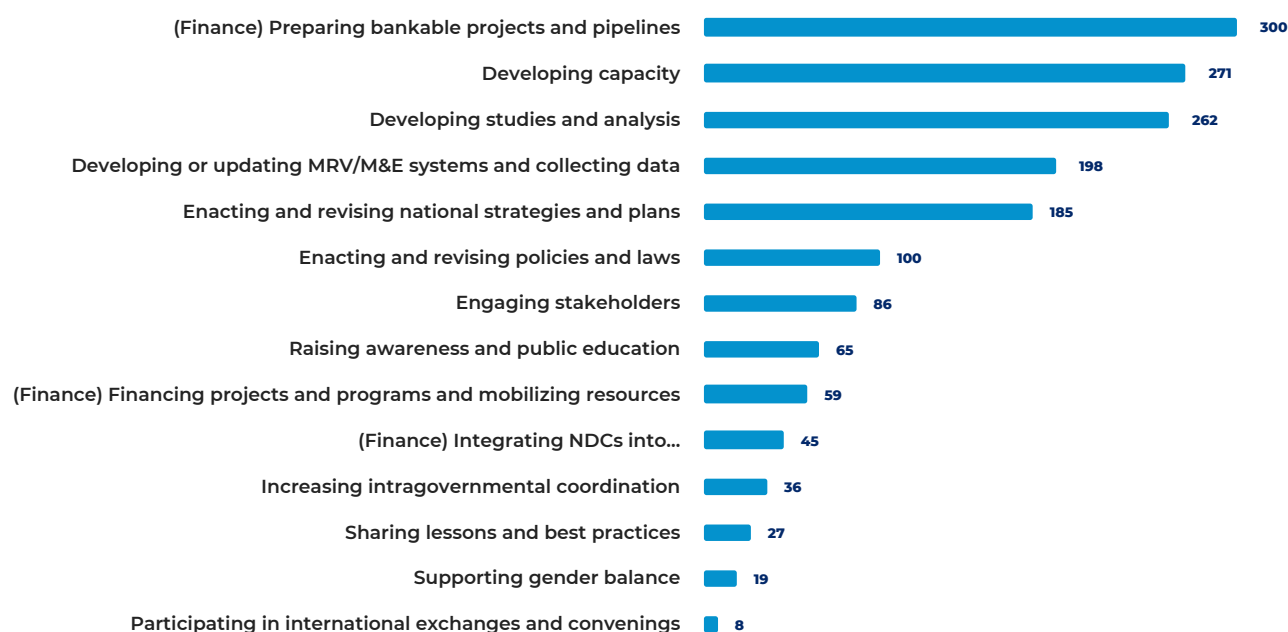 (Finance) Preparing bankable projects and pipelines 300
Developing capacity 271
Developing studies and analysis 262
Developing or updating MRV/M&E systems and collecting data 198
Enacting and revising national strategies and plans 185
Enacting and revising policies and laws 100
Engaging stakeholders 86
Raising awareness and public education 65
(Finance) Financing projects and programs and mobilizing resources 59
(Finance) Integrating NDCs into... 45
Increasing intragovernmental coordination 36
Sharing lessons and best practices 27
Supporting gender balance 19
Participating in international exchanges and convenings 8